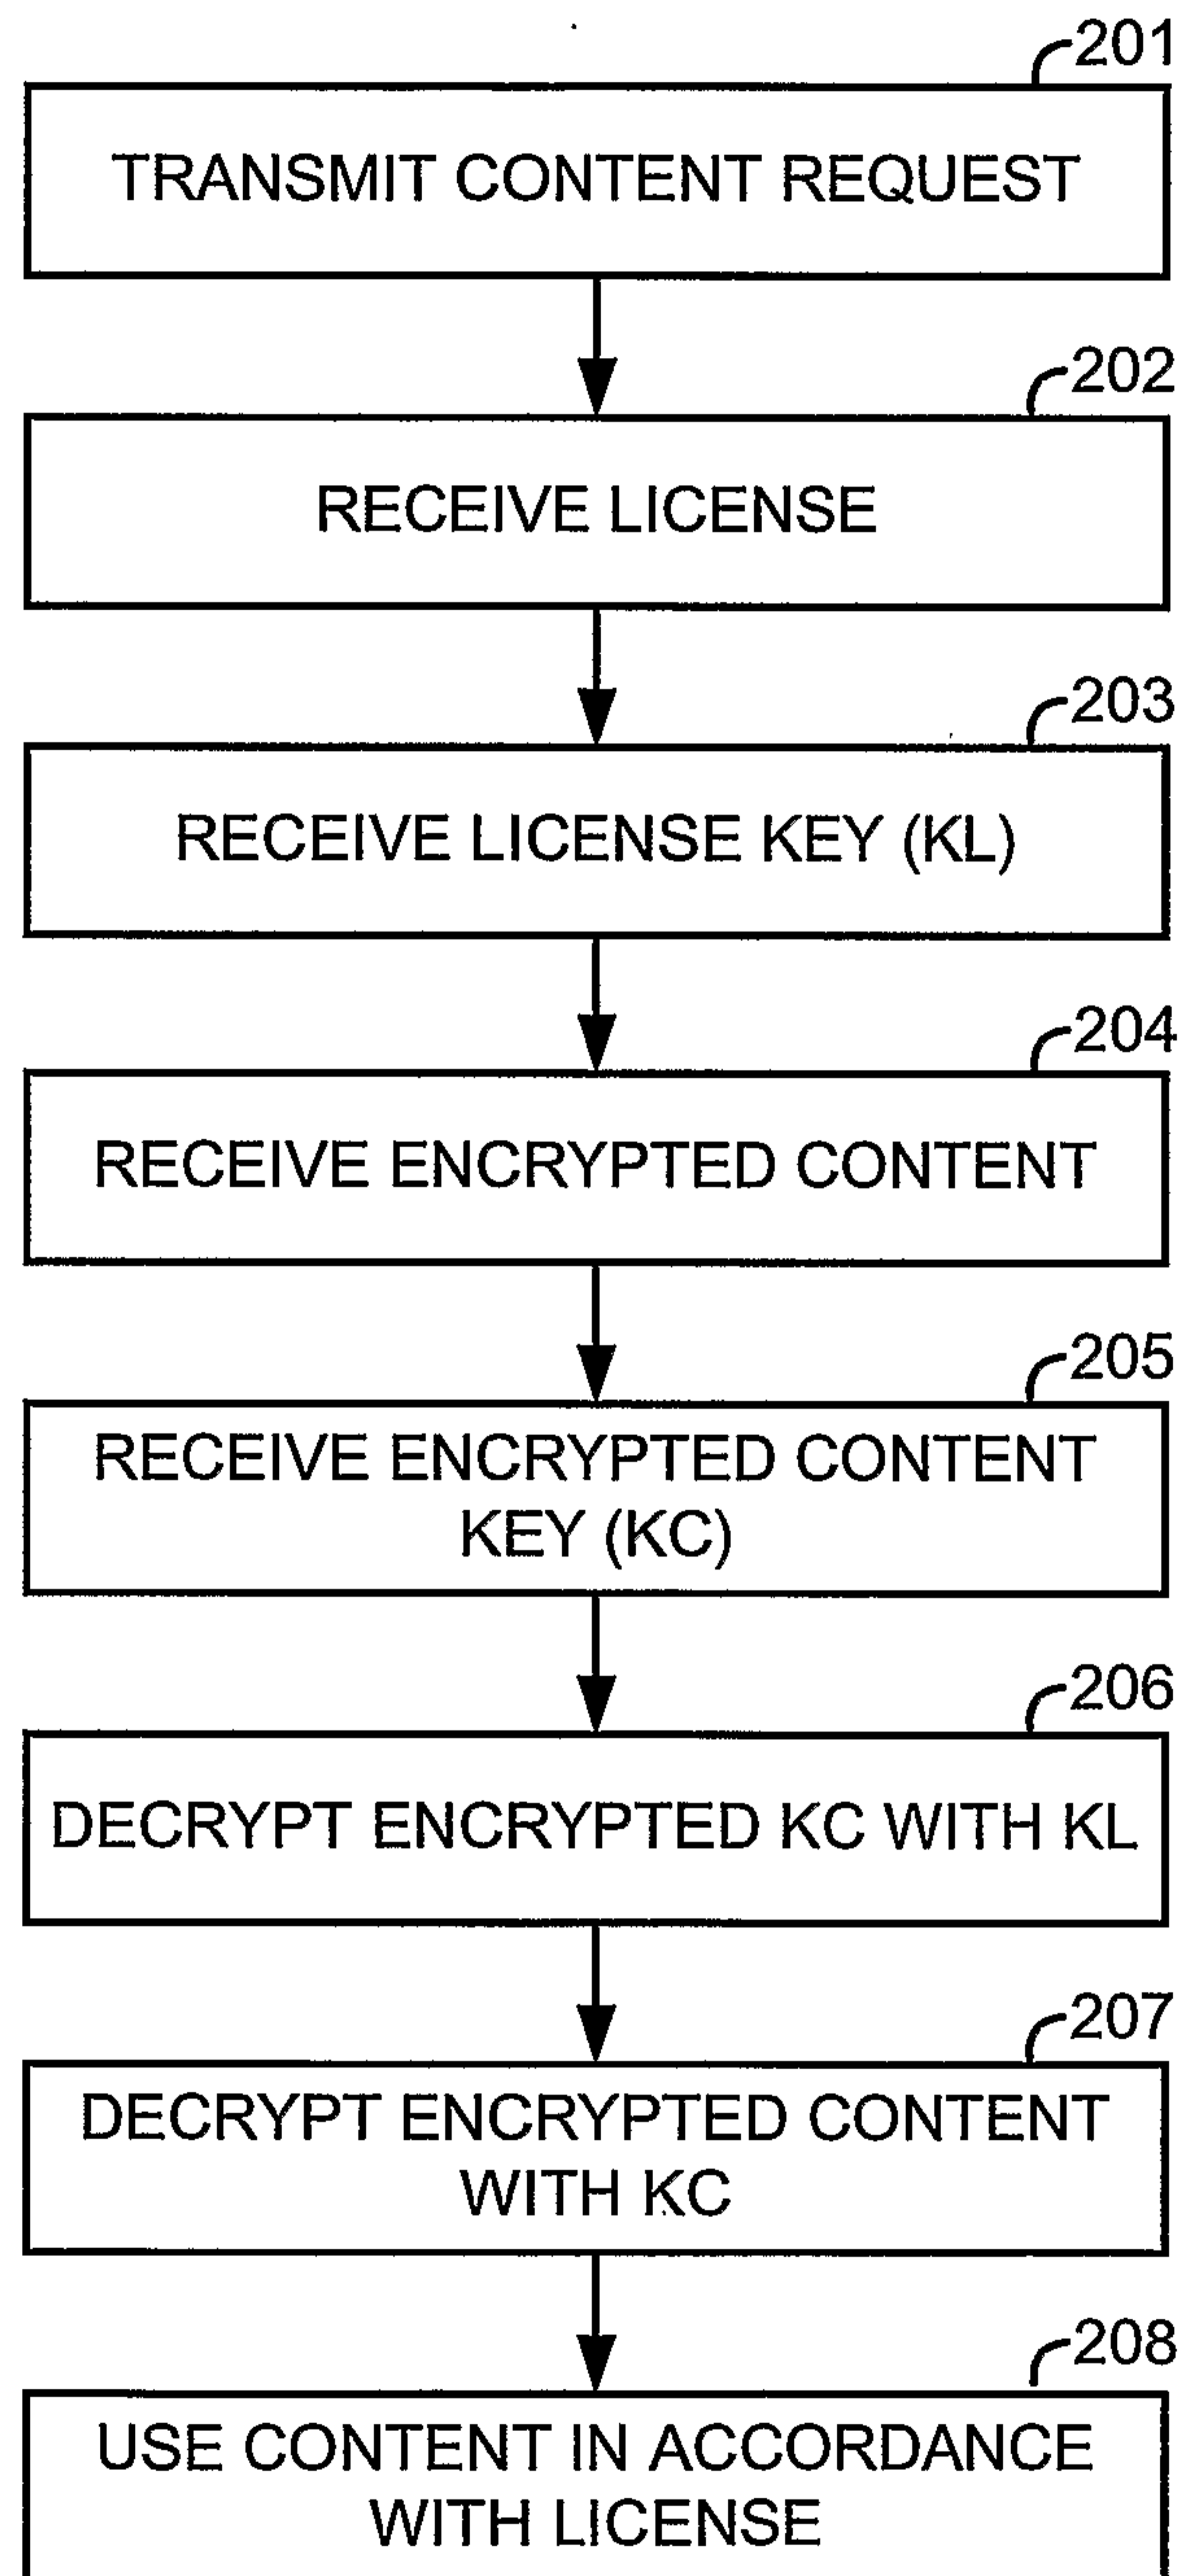 201
TRANSMIT CONTENT REQUEST
202
RECEIVE LICENSE
203
RECEIVE LICENSE KEY (KL)
204
RECEIVE ENCRYPTED CONTENT
205
RECEIVE ENCRYPTED CONTENT
KEY (KC)
206
DECRYPT ENCRYPTED KC WITH KL
207
DECRYPT ENCRYPTED CONTENT
WITH KC
208
USE CONTENT IN ACCORDANCE
WITH LICENSE